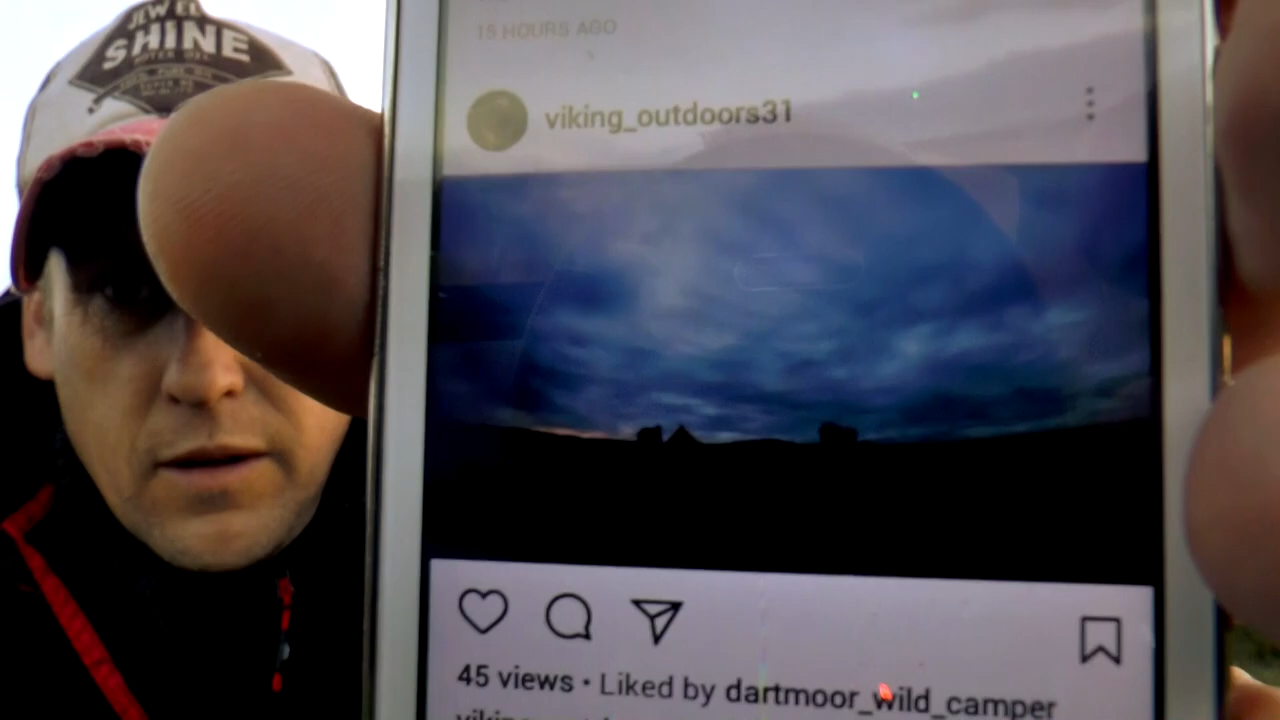 JEWEL
SHINE
15 HOURS AGO
viking_outdoors31
45 views • Liked by dartmoor_wild_camper